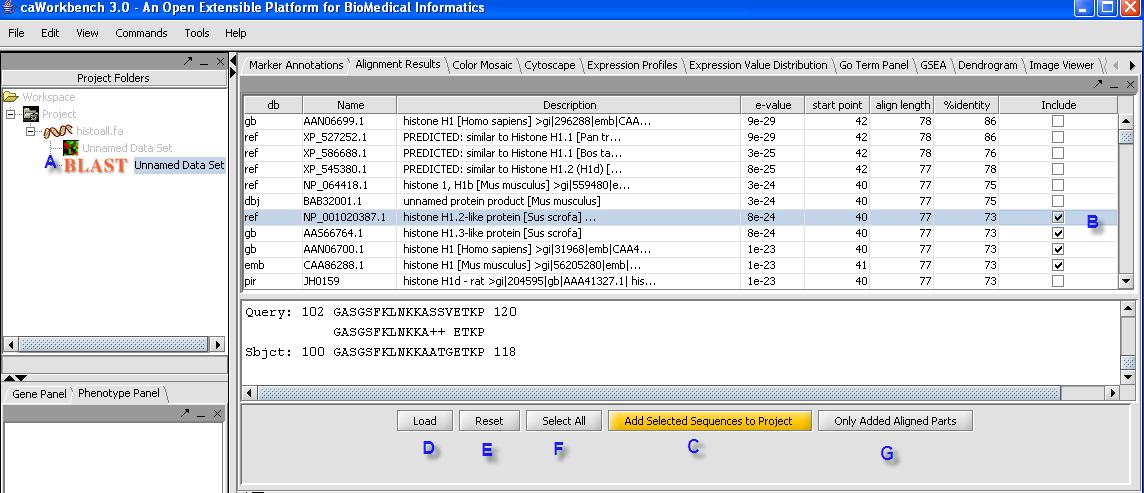 caWorkbench 3.0 - An Open Extensible Platform for BioMedical Informatics
File Edit View Commands Tools Help
Project Folders
Workspace
Project
histoall.fa
Unnamed Data Set
A BLAST Unnamed Data Set
Gene Panel Phenotype Panel
Marker Annotations Alignment Results Color Mosaic Cytoscape Expression Profiles Expression Value Distribution Go Term Panel GSEA Dendrogram Image Viewer
db Name Description e-value start point align length %identity Include
gb AAN06699.1 histone H1 [Homo sapiens] >gi|296288|emb|CAA... 9e-29 42 78 86
ref XP_527252.1 PREDICTED: similar to Histone H1.1 [Pan tr... 9e-29 42 78 86
ref XP_586688.1 PREDICTED: similar to Histone H1.1 [Bos ta... 3e-25 42 78 76
ref XP_545380.1 PREDICTED: similar to Histone H1.2 (H1d) [... 8e-25 42 77 78
ref NP_064418.1 histone 1, H1b [Mus musculus] >gi|559480|e... 3e-24 40 77 75
dbj BAB32001.1 unnamed protein product [Mus musculus] 3e-24 40 77 75
ref NP_001020387.1 histone H1.2-like protein [Sus scrofa] ... 8e-24 40 77 73 B
gb AAS66764.1 histone H1.3-like protein [Sus scrofa] 8e-24 40 77 73
gb AAN06700.1 histone H1 [Homo sapiens] >gi|31968|emb|CAA4... 1e-23 40 77 73
emb CAA86288.1 histone H1 [Mus musculus] >gi|56205280|emb|... 1e-23 41 77 73
pir JH0159 histone H1d - rat >gi|204595|gb|AAA41327.1| his... 1e-23 40 77 73
Query: 102 GASGSFKLNKKASSVETKP 120
GASGSFKLNKKA++ ETKP
Sbjct: 100 GASGSFKLNKKAATGETKP 118
Load Reset Select All Add Selected Sequences to Project Only Added Aligned Parts
D E F C G